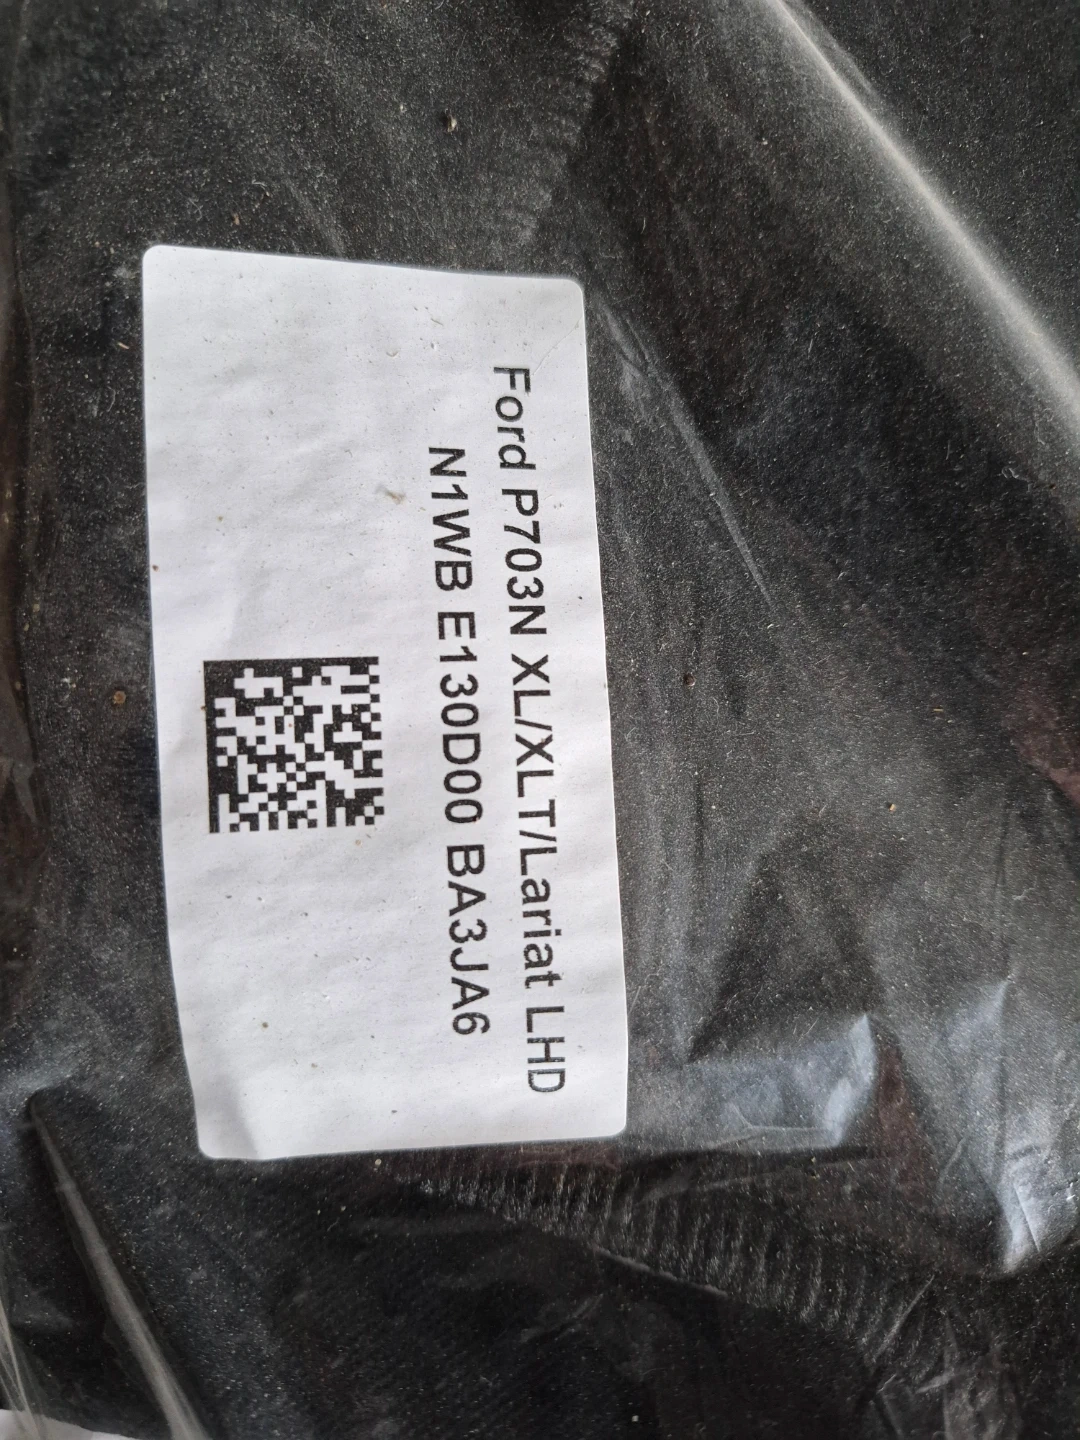 Ford P703N XL/XLT/Lariat LHD
N1WB E130D00 BA3JA6